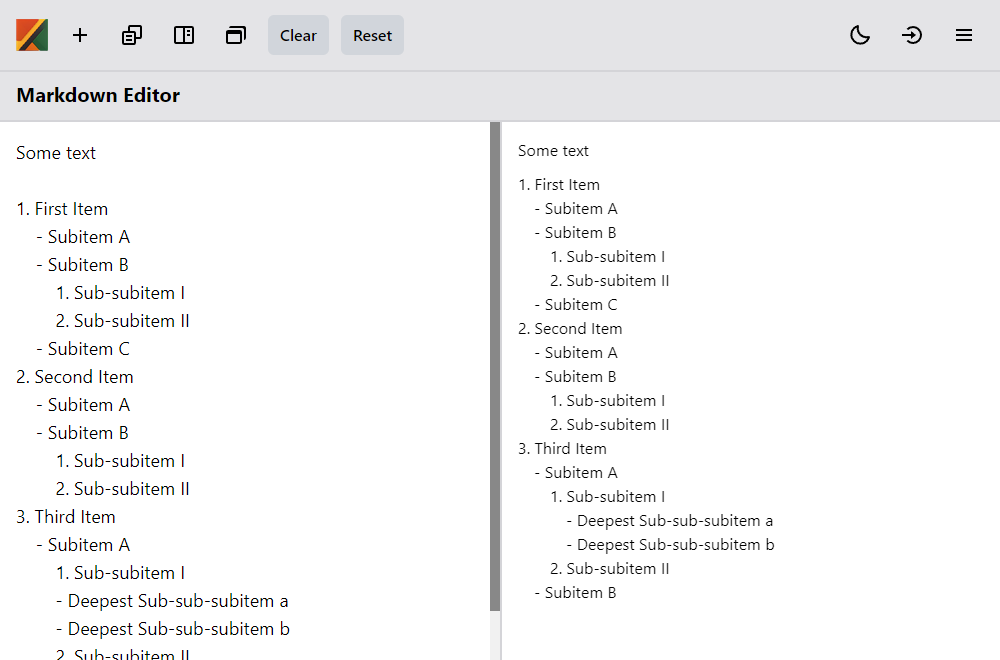 Clear Reset
Markdown Editor
Some text
1. First Item
- Subitem A
- Subitem B
1. Sub-subitem I
2. Sub-subitem II
- Subitem C
2. Second Item
- Subitem A
- Subitem B
1. Sub-subitem I
2. Sub-subitem II
3. Third Item
- Subitem A
1. Sub-subitem I
- Deepest Sub-sub-subitem a
- Deepest Sub-sub-subitem b
2. Sub-subitem II
Some text
1. First Item
- Subitem A
- Subitem B
1. Sub-subitem I
2. Sub-subitem II
- Subitem C
2. Second Item
- Subitem A
- Subitem B
1. Sub-subitem I
2. Sub-subitem II
3. Third Item
- Subitem A
1. Sub-subitem I
- Deepest Sub-sub-subitem a
- Deepest Sub-sub-subitem b
2. Sub-subitem II
- Subitem B